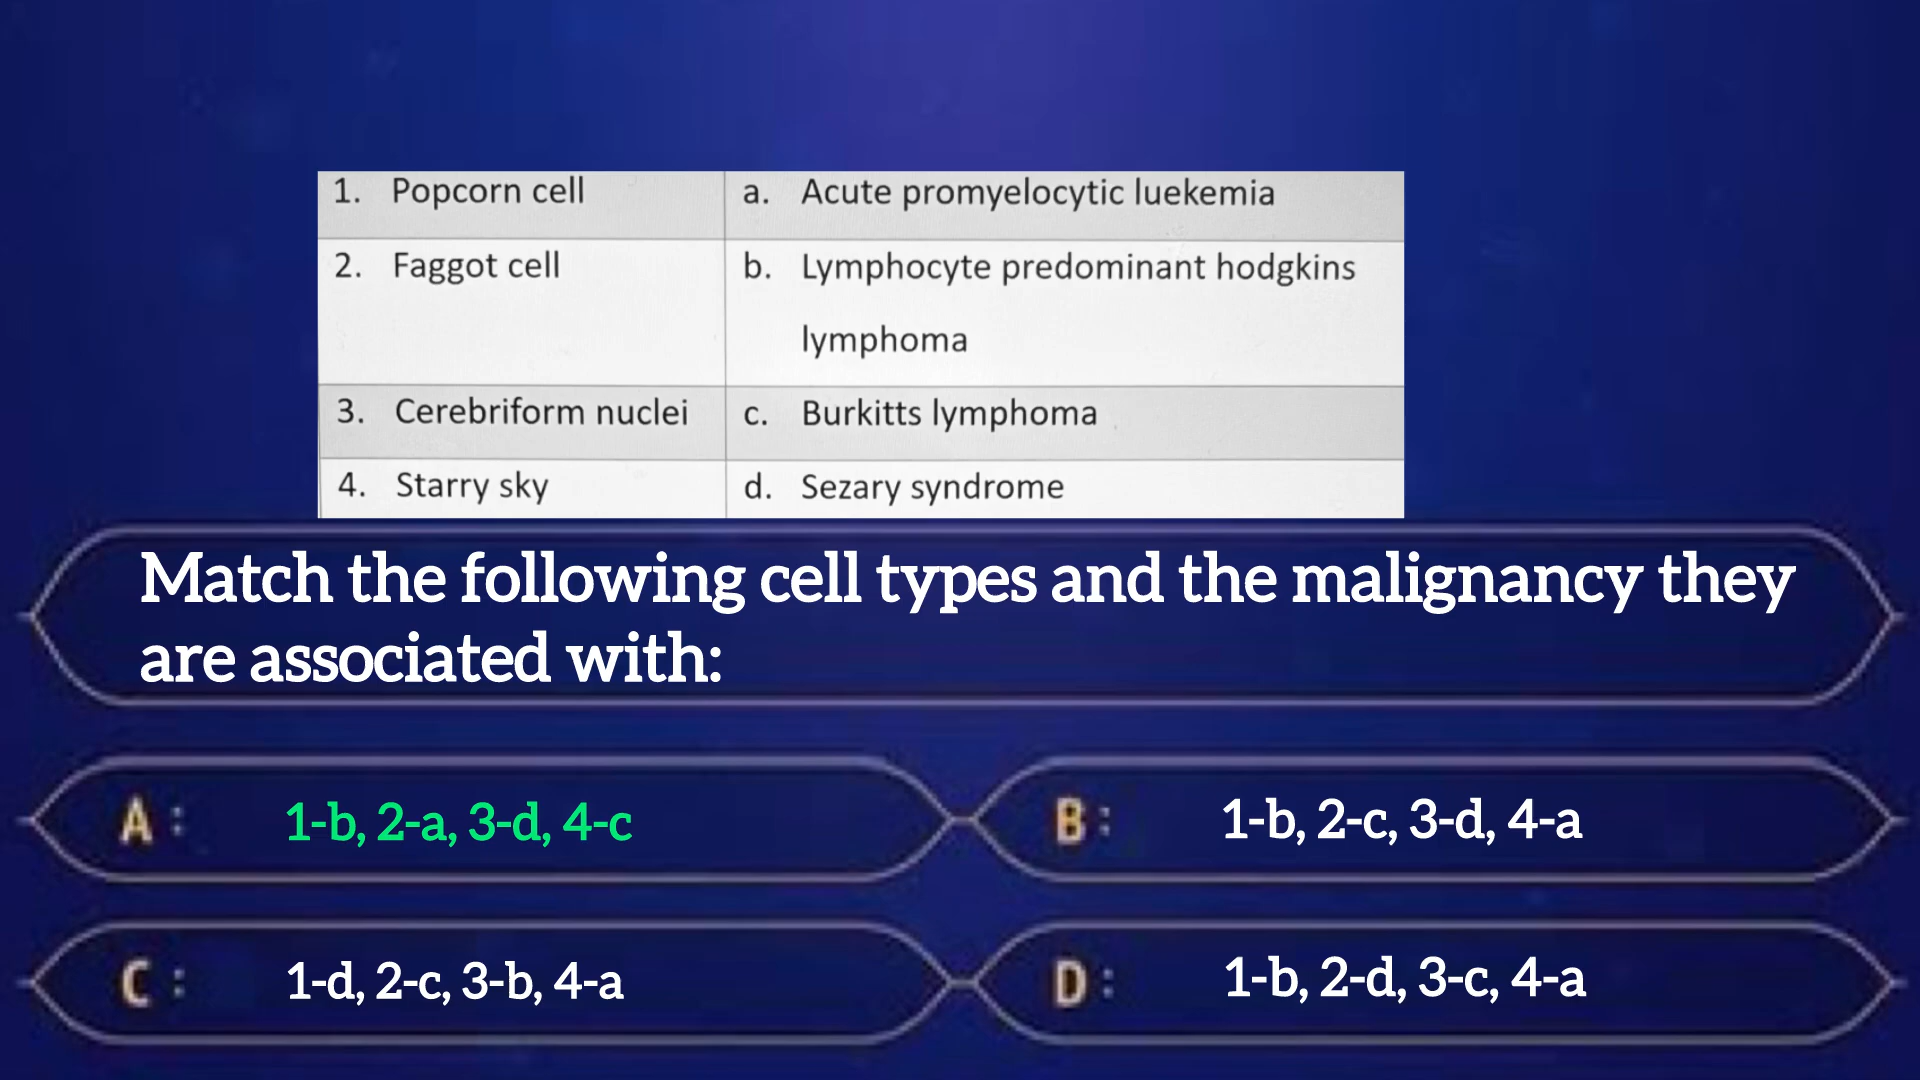 1. Popcorn cell a. Acute promyelocytic luekemia
2. Faggot cell b. Lymphocyte predominant hodgkins
lymphoma
3. Cerebriform nuclei c. Burkitts lymphoma
4. Starry sky d. Sezary syndrome
Match the following cell types and the malignancy they
are associated with:
A: 1-b, 2-a, 3-d, 4-c
B: 1-b, 2-c, 3-d, 4-a
C: 1-d, 2-c, 3-b, 4-a
D: 1-b, 2-d, 3-c, 4-a